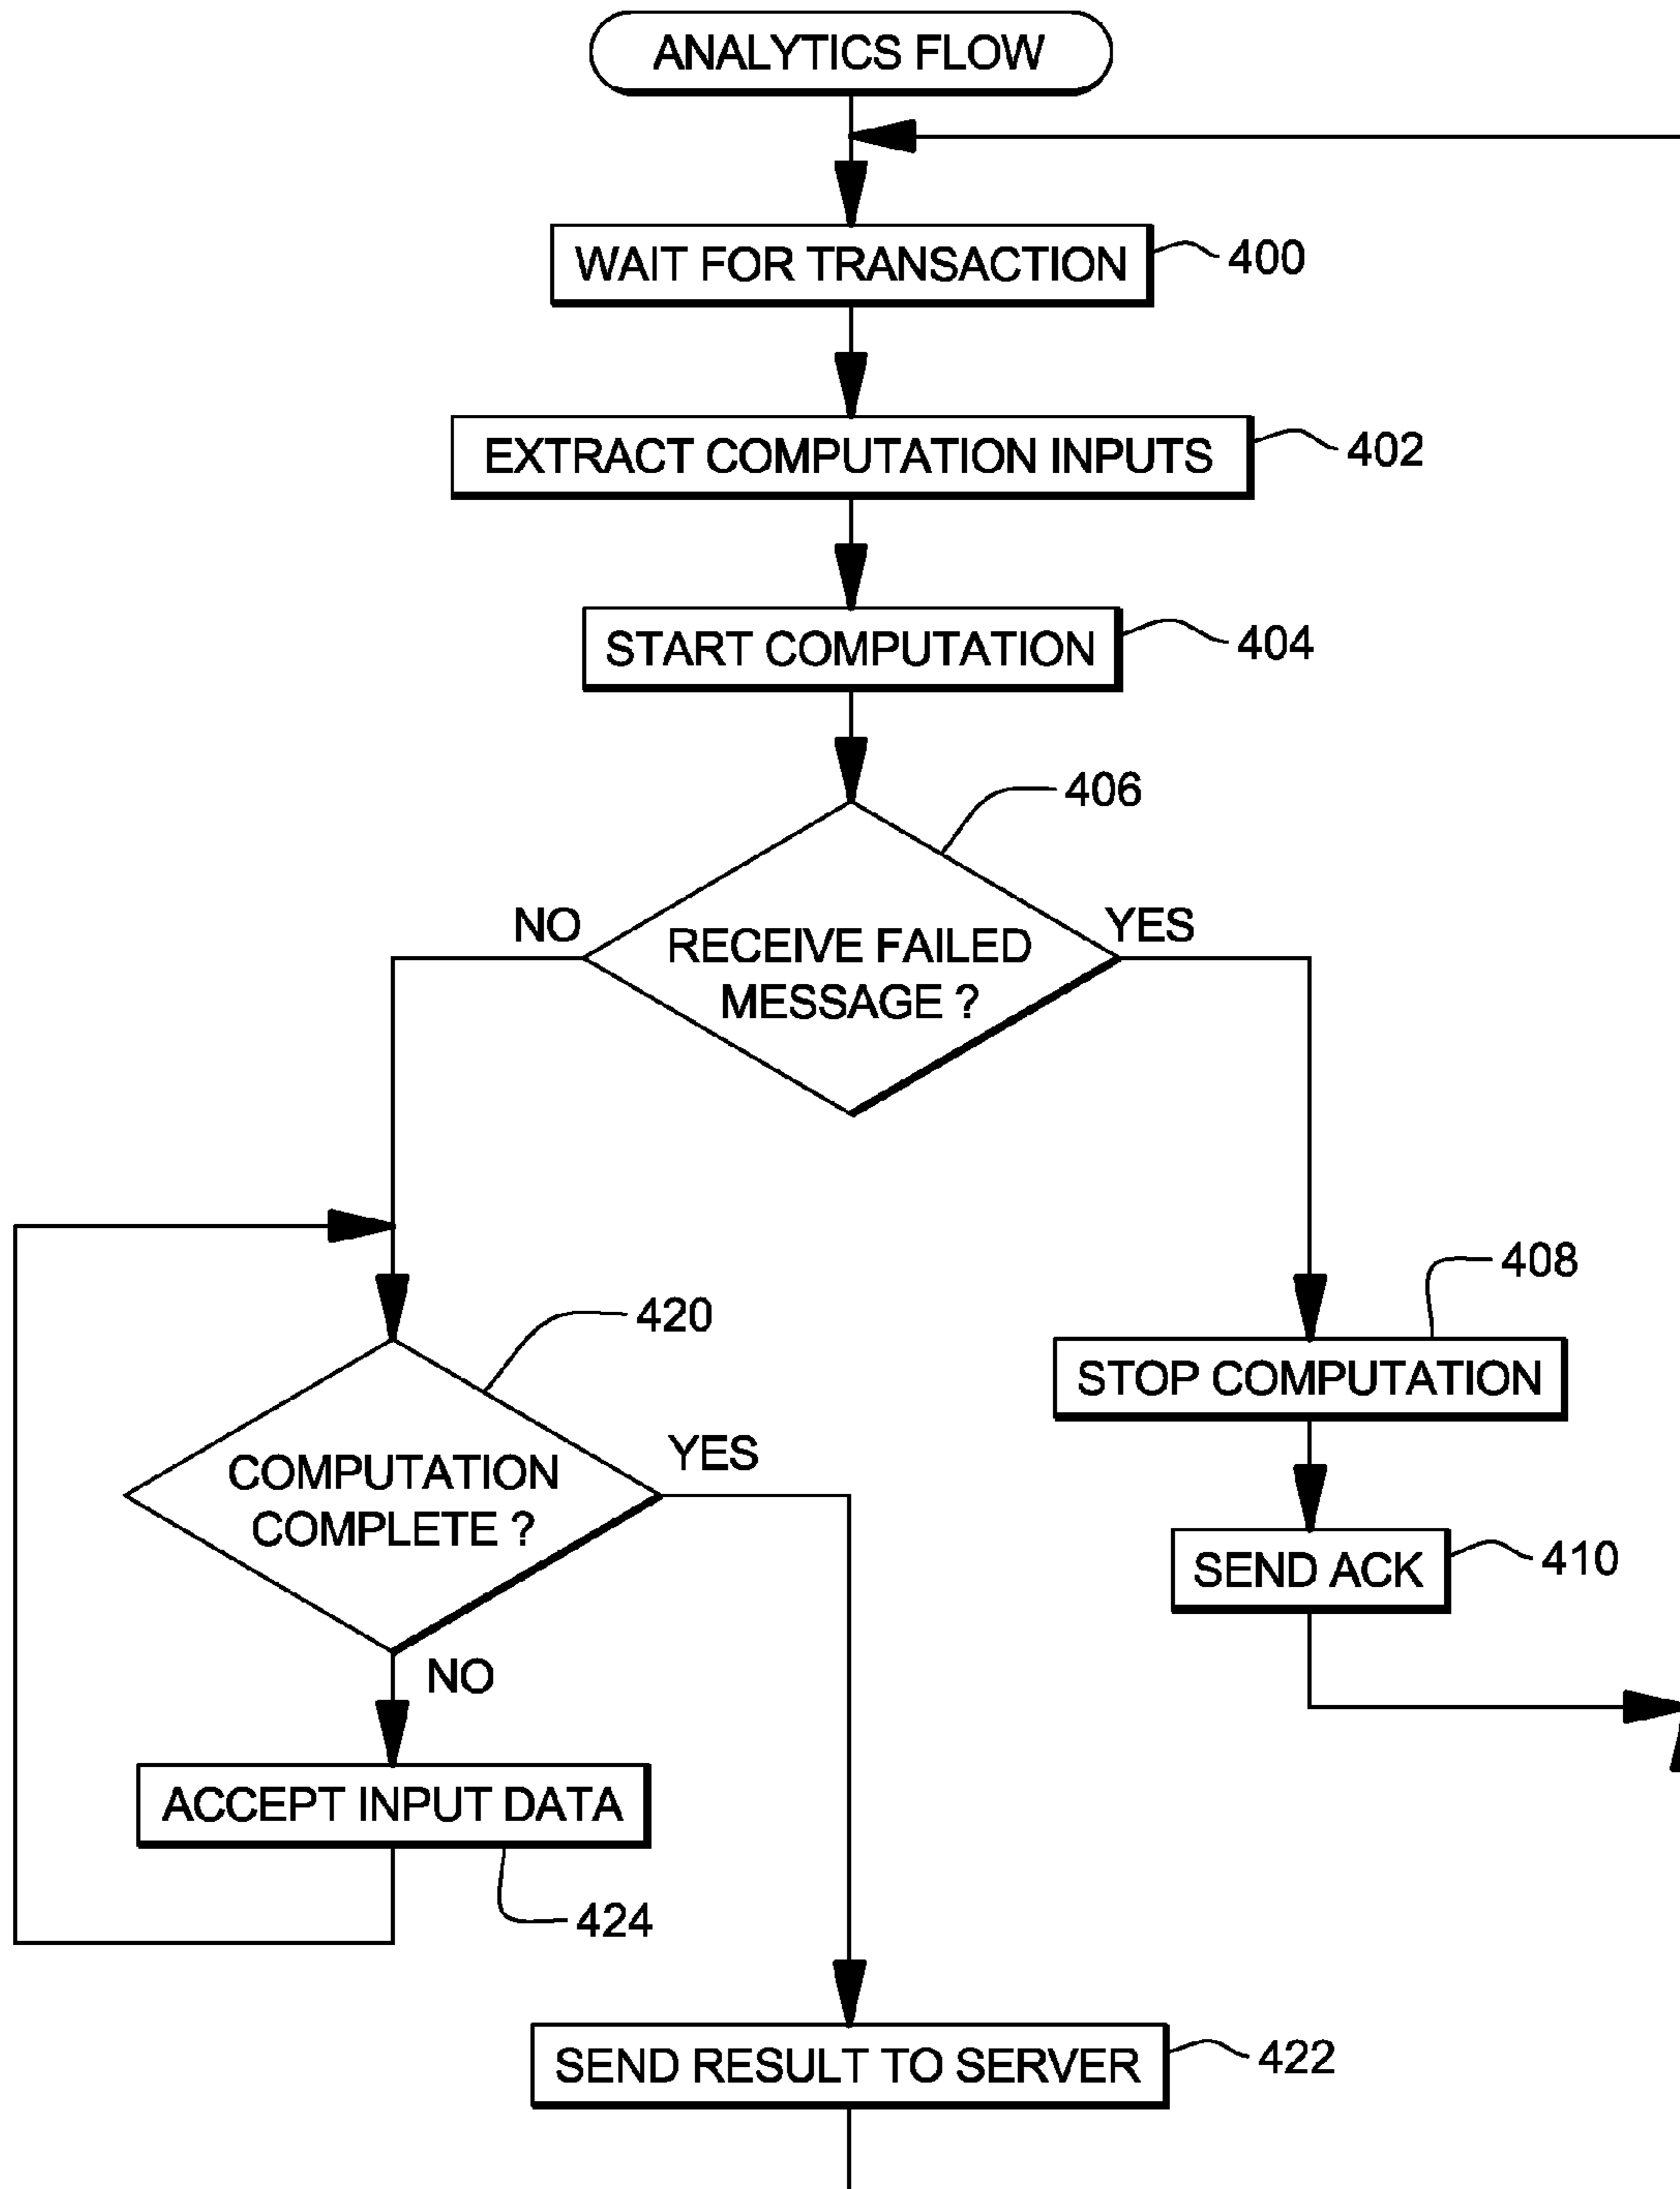 ANALYTICS FLOW
WAIT FOR TRANSACTION
400
EXTRACT COMPUTATION INPUTS
402
START COMPUTATION
404
406
NO
RECEIVE FAILED
MESSAGE ?
YES
408
STOP COMPUTATION
420
COMPUTATION
COMPLETE ?
YES
SEND ACK
410
NO
ACCEPT INPUT DATA
424
SEND RESULT TO SERVER
422